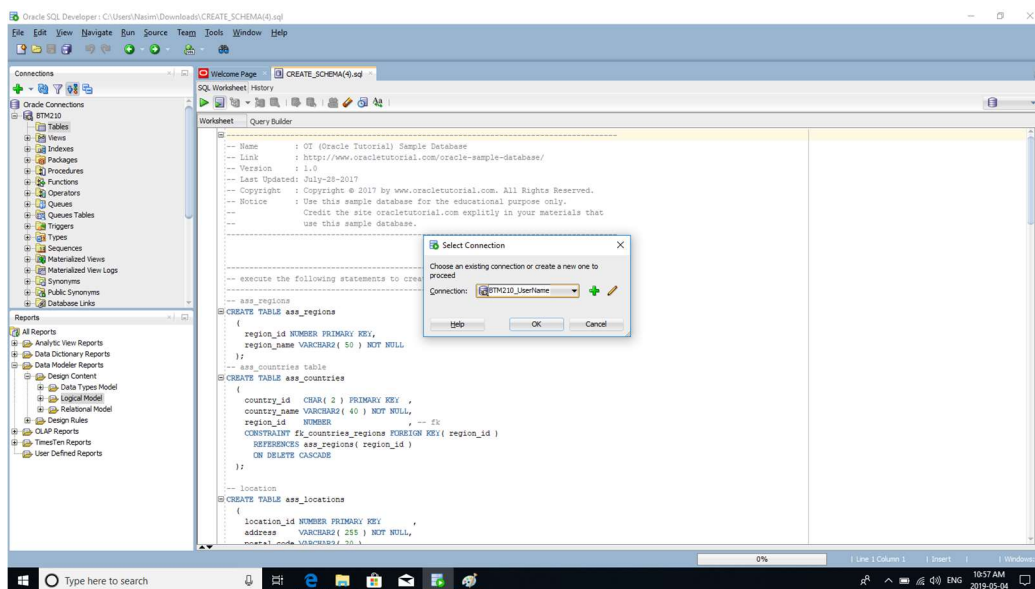 Oracle SQL Developer : C:\Users\Nasim\Downloads\CREATE_SCHEMA(4).sql
File Edit View Navigate Run Source Team Tools Window Help
Connections
Oracle Connections
BTM210
Tables
Views
Indexes
Packages
Procedures
Functions
Operators
Queues
Queues Tables
Triggers
Types
Sequences
Materialized Views
Materialized View Logs
Synonyms
Public Synonyms
Database Links
Reports
All Reports
Analytic View Reports
Data Dictionary Reports
Data Modeler Reports
Design Content
Data Types Model
Logical Model
Relational Model
Design Rules
OLAP Reports
TimesTen Reports
User Defined Reports
Welcome Page CREATE_SCHEMA(4).sql
SQL Worksheet History
Worksheet Query Builder
--------------------------------------------------------------------------------------
-- Name : OT (Oracle Tutorial) Sample Database
-- Link : http://www.oracletutorial.com/oracle-sample-database/
-- Version : 1.0
-- Last Updated: July-28-2017
-- Copyright : Copyright © 2017 by www.oracletutorial.com. All Rights Reserved.
-- Notice : Use this sample database for the educational purpose only.
-- Credit the site oracletutorial.com explitly in your materials that
-- use this sample database.
--------------------------------------------------------------------------------------
--------------------------------------------------------------------
-- execute the following statements to crea
--------------------------------------------------------------------
-- ass_regions
CREATE TABLE ass_regions
(
region_id NUMBER PRIMARY KEY,
region_name VARCHAR2( 50 ) NOT NULL
);
-- ass_countries table
CREATE TABLE ass_countries
(
country_id CHAR( 2 ) PRIMARY KEY ,
country_name VARCHAR2( 40 ) NOT NULL,
region_id NUMBER , -- fk
CONSTRAINT fk_countries_regions FOREIGN KEY( region_id )
REFERENCES ass_regions( region_id )
ON DELETE CASCADE
);
-- location
CREATE TABLE ass_locations
(
location_id NUMBER PRIMARY KEY ,
address VARCHAR2( 255 ) NOT NULL,
postal_code VARCHAR2( 20 )
Select Connection
Choose an existing connection or create a new one to
proceed
Connection: BTM210_UserName
Help OK Cancel
0% Line 1 Column 1 Insert Windows:
Type here to search
ENG
10:57 AM
2019-05-04